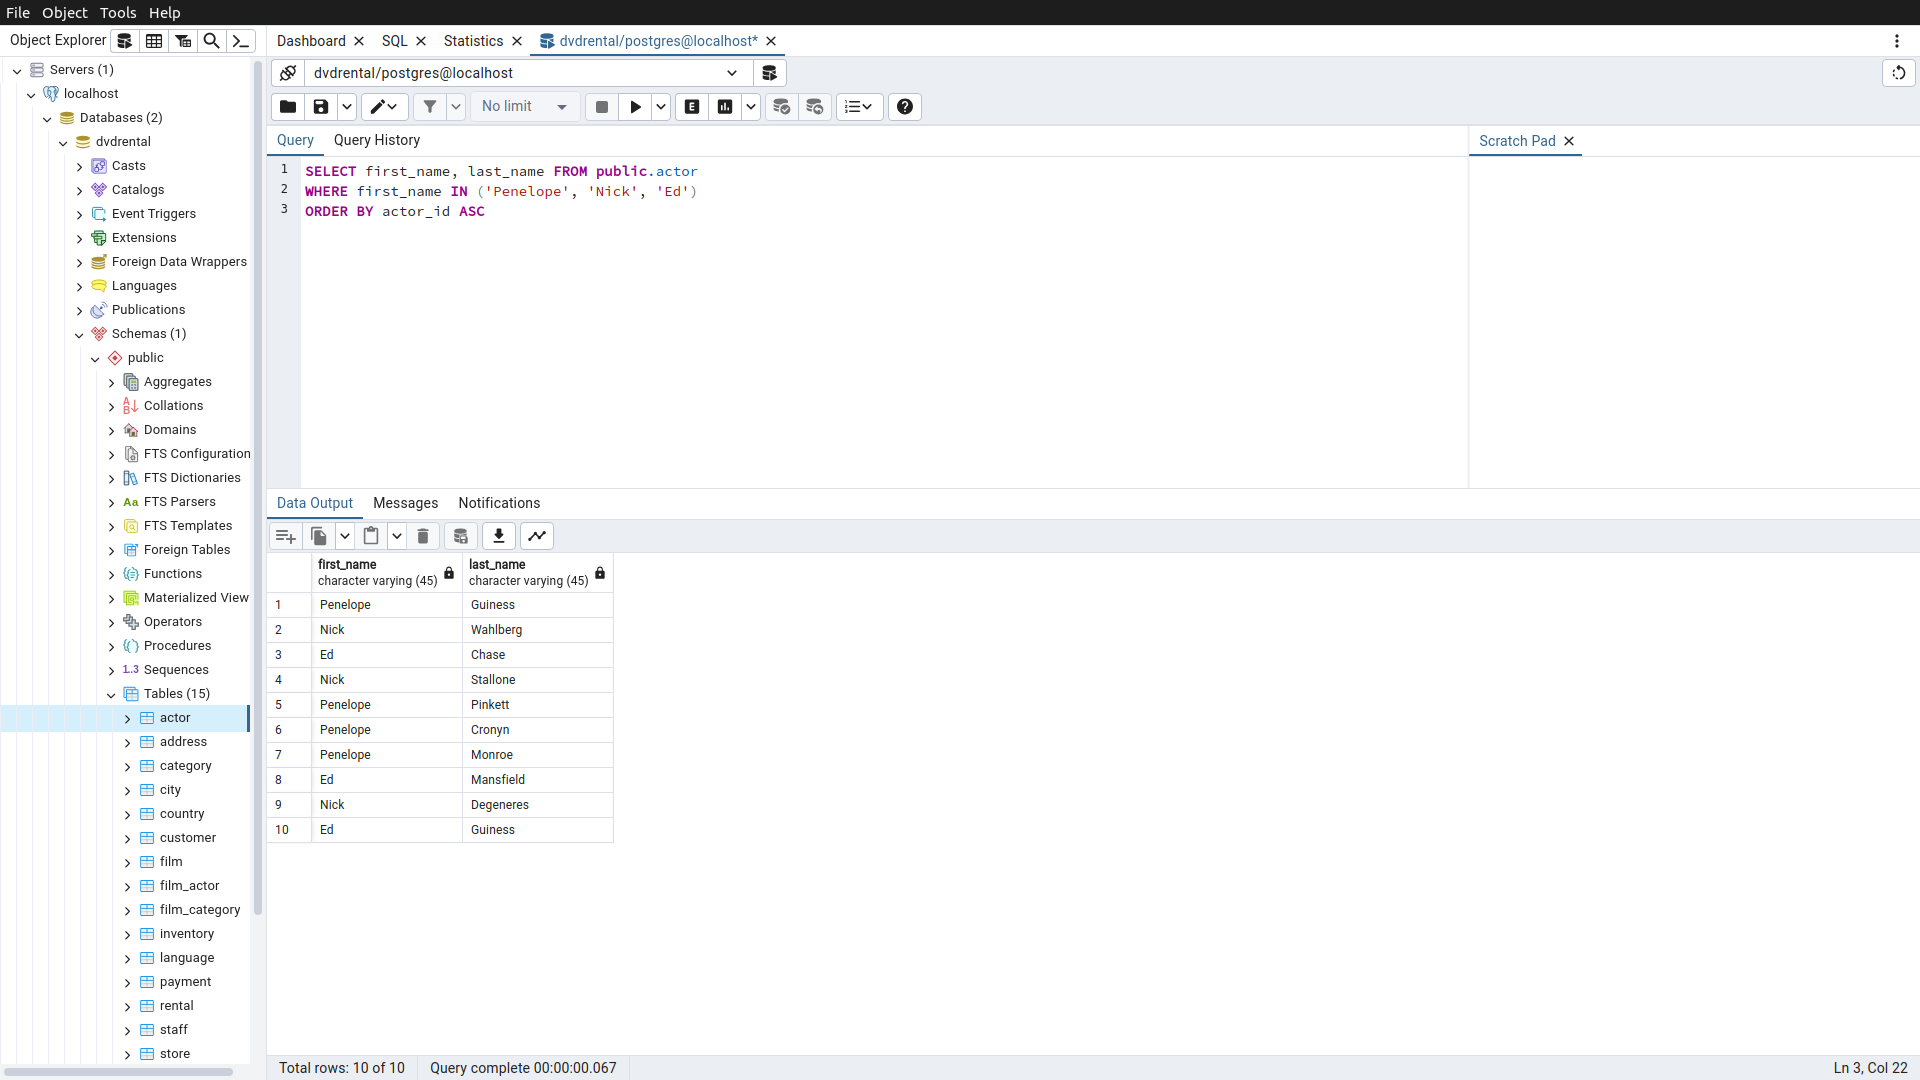 File Object Tools Help
Object Explorer
Dashboard SQL Statistics dvdrental/postgres@localhost*
Servers (1)
localhost
Databases (2)
dvdrental
Casts
Catalogs
Event Triggers
Extensions
Foreign Data Wrappers
Languages
Publications
Schemas (1)
public
Aggregates
Collations
Domains
FTS Configuration
FTS Dictionaries
Aa FTS Parsers
FTS Templates
Foreign Tables
Functions
Materialized View
Operators
Procedures
1..3 Sequences
Tables (15)
actor
address
category
city
country
customer
film
film_actor
film_category
inventory
language
payment
rental
staff
store
dvdrental/postgres@localhost
No limit
E
Query Query History
Scratch Pad
1 SELECT first_name, last_name FROM public.actor
2 WHERE first_name IN ('Penelope', 'Nick', 'Ed')
3 ORDER BY actor_id ASC
Data Output Messages Notifications
first_name last_name
character varying (45) character varying (45)
1 Penelope Guiness
2 Nick Wahlberg
3 Ed Chase
4 Nick Stallone
5 Penelope Pinkett
6 Penelope Cronyn
7 Penelope Monroe
8 Ed Mansfield
9 Nick Degeneres
10 Ed Guiness
Total rows: 10 of 10 Query complete 00:00:00.067 Ln 3, Col 22